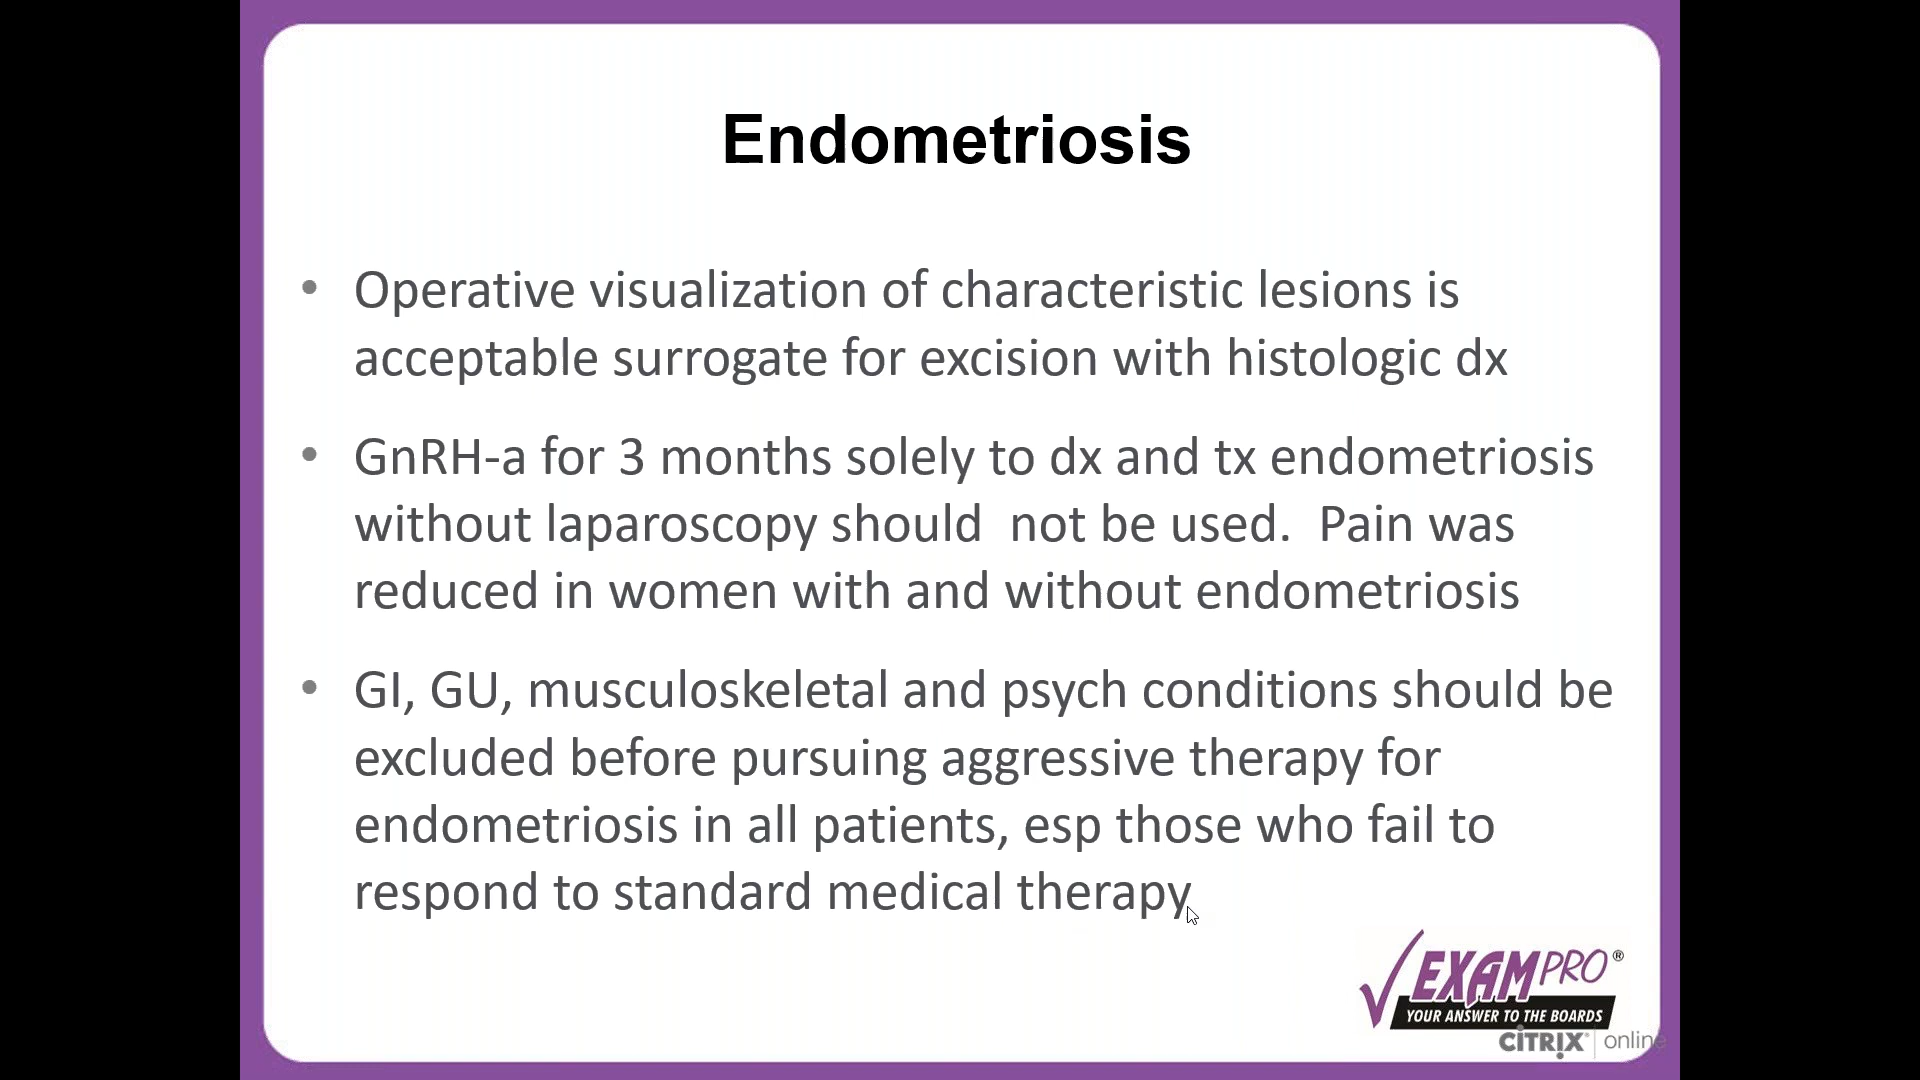 Endometriosis
• Operative visualization of characteristic lesions is
acceptable surrogate for excision with histologic dx
• GnRH-a for 3 months solely to dx and tx endometriosis
without laparoscopy should  not be used.  Pain was
reduced in women with and without endometriosis
• GI, GU, musculoskeletal and psych conditions should be
excluded before pursuing aggressive therapy for
endometriosis in all patients, esp those who fail to
respond to standard medical therapy
EXAMPRO®
YOUR ANSWER TO THE BOARDS
CITRIX® online